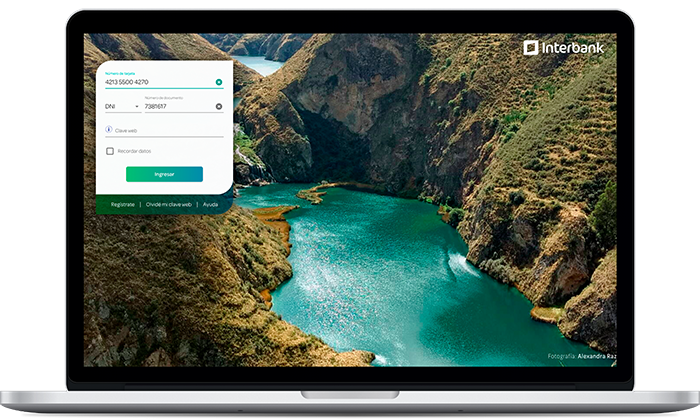 Interbank
Número de tarjeta
4213 5500 4270
DNI
Número de documento
7381617
Clave web
Recordar datos
Ingresar
Regístrate | Olvidé mi clave web | Ayuda
Fotografía: Alexandra Raz